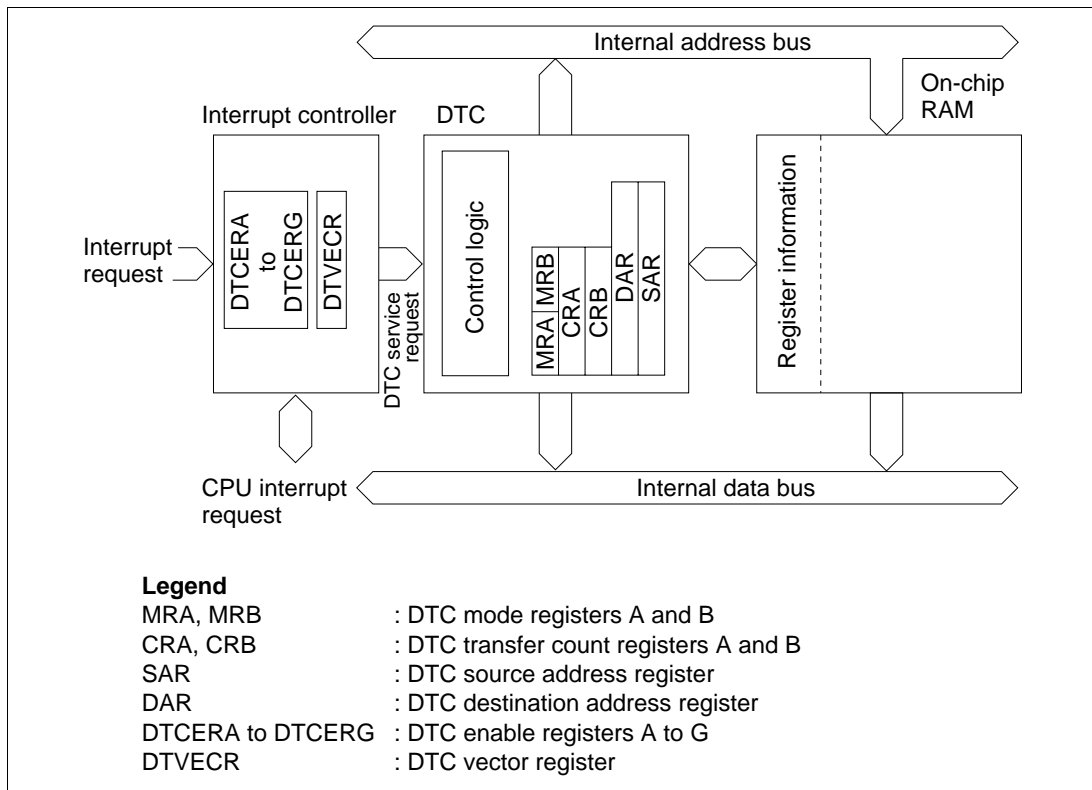 Internal address bus
On-chip
RAM
Interrupt controller
DTC
Interrupt
request
DTCERA
to
DTCERG
DTVECR
DTC service
request
Control logic
MRA
MRB
CRA
CRB
DAR
SAR
Register information
CPU interrupt
request
Internal data bus
Legend
MRA, MRB : DTC mode registers A and B
CRA, CRB : DTC transfer count registers A and B
SAR : DTC source address register
DAR : DTC destination address register
DTCERA to DTCERG : DTC enable registers A to G
DTVECR : DTC vector register